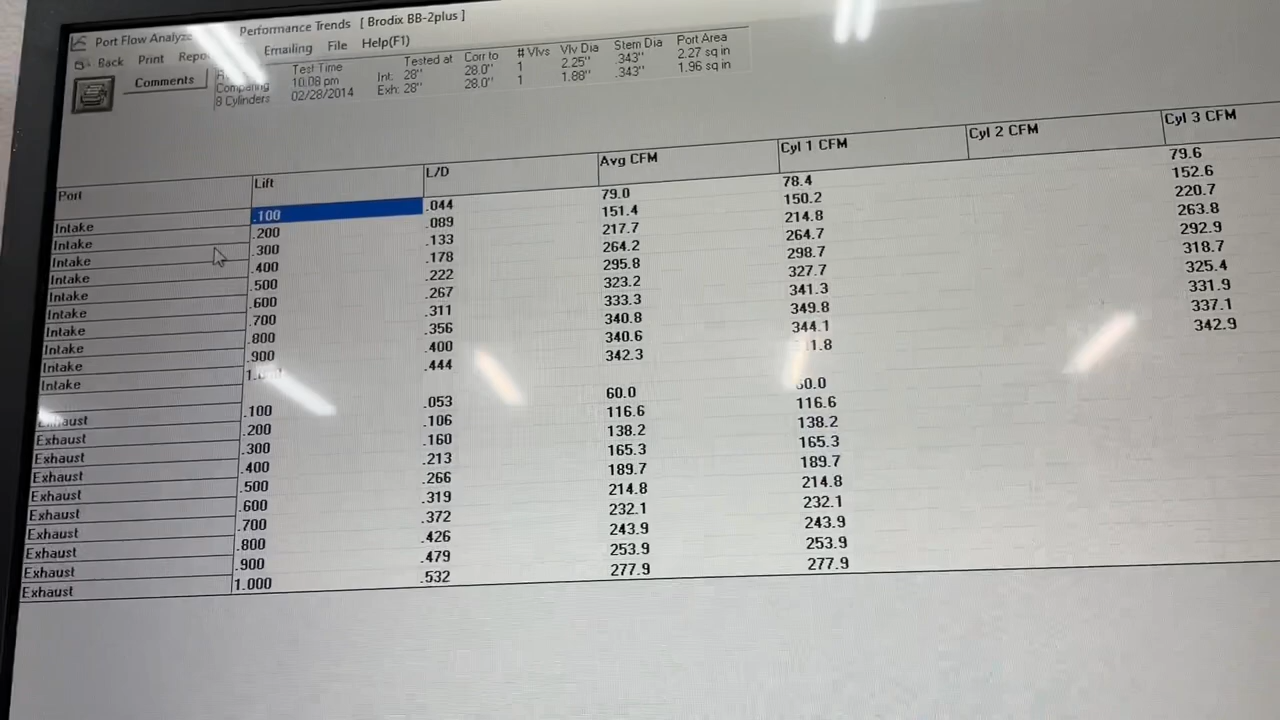 Port Flow Analyze Performance Trends [ Brodix BB-2plus ]
Back Print Repo Emailing File Help(F1)
Comments
Comparing
8 Cylinders
Test Time
10:08 pm
02/28/2014
Tested at Corr to # Vlvs Vlv Dia Stem Dia Port Area
Int: 28" 28.0" 1 2.25" .343" 2.27 sq in
Exh: 28" 28.0" 1 1.88" .343" 1.96 sq in
Port Lift L/D Avg CFM Cyl 1 CFM Cyl 2 CFM Cyl 3 CFM
Intake .100 .044 79.0 78.4 79.6
Intake .200 .089 151.4 150.2 152.6
Intake .300 .133 217.7 214.8 220.7
Intake .400 .178 264.2 264.7 263.8
Intake .500 .222 295.8 298.7 292.9
Intake .600 .267 323.2 327.7 318.7
Intake .700 .311 333.3 341.3 325.4
Intake .800 .356 340.8 349.8 331.9
Intake .900 .400 340.6 344.1 337.1
Intake .444 342.3 342.9
Exhaust .100 .053 60.0
Exhaust .200 .106 116.6 116.6
Exhaust .300 .160 138.2 138.2
Exhaust .400 .213 165.3 165.3
Exhaust .500 .266 189.7 189.7
Exhaust .600 .319 214.8 214.8
Exhaust .700 .372 232.1 232.1
Exhaust .800 .426 243.9 243.9
Exhaust .900 .479 253.9 253.9
Exhaust 1.000 .532 277.9 277.9